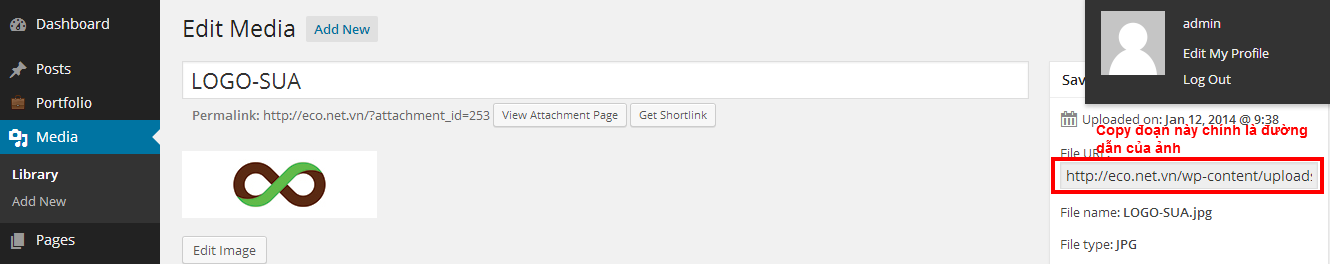 Dashboard
Posts
Portfolio
Media
Library
Add New
Pages
Edit Media Add New
LOGO-SUA
Permalink: http://eco.net.vn/?attachment_id=253 View Attachment Page Get Shortlink
Edit Image
admin
Edit My Profile
Log Out
Sav
Uploaded on: Jan 12, 2014 @ 9:38
Copy đoạn này chính là đường
dẫn của ảnh
File URL:
http://eco.net.vn/wp-content/uploads
File name: LOGO-SUA.jpg
File type: JPG